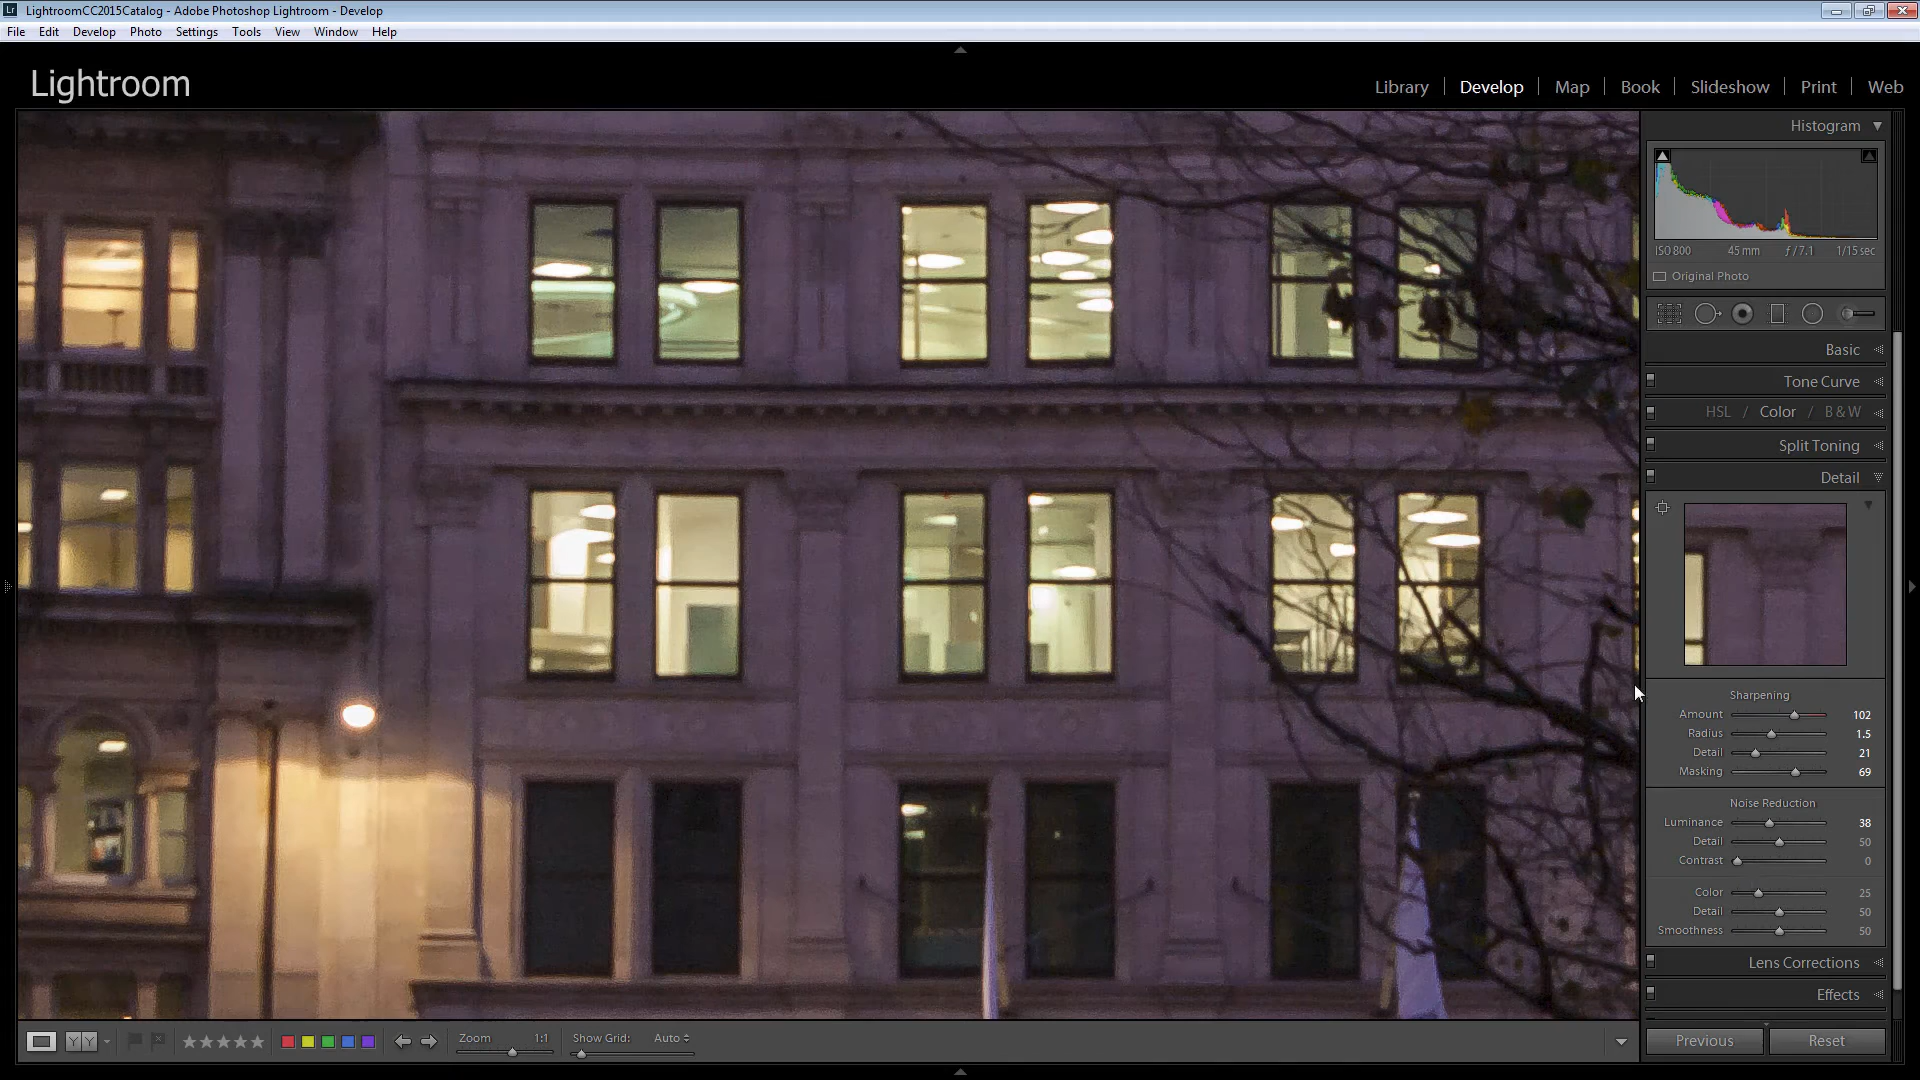 LightroomCC2015Catalog - Adobe Photoshop Lightroom - Develop
File Edit Develop Photo Settings Tools View Window Help
Lightroom
Library Develop Map Book Slideshow Print Web
Histogram
ISO 800 45 mm ƒ / 7.1 1/15 sec
Original Photo
Basic
Tone Curve
HSL / Color / B & W
Split Toning
Detail
Sharpening
Amount 102
Radius 1.5
Detail 21
Masking 69
Noise Reduction
Luminance 38
Detail 50
Contrast 0
Color 25
Detail 50
Smoothness 50
Lens Corrections
Effects
Y Y Zoom 1:1 Show Grid: Auto
Previous Reset